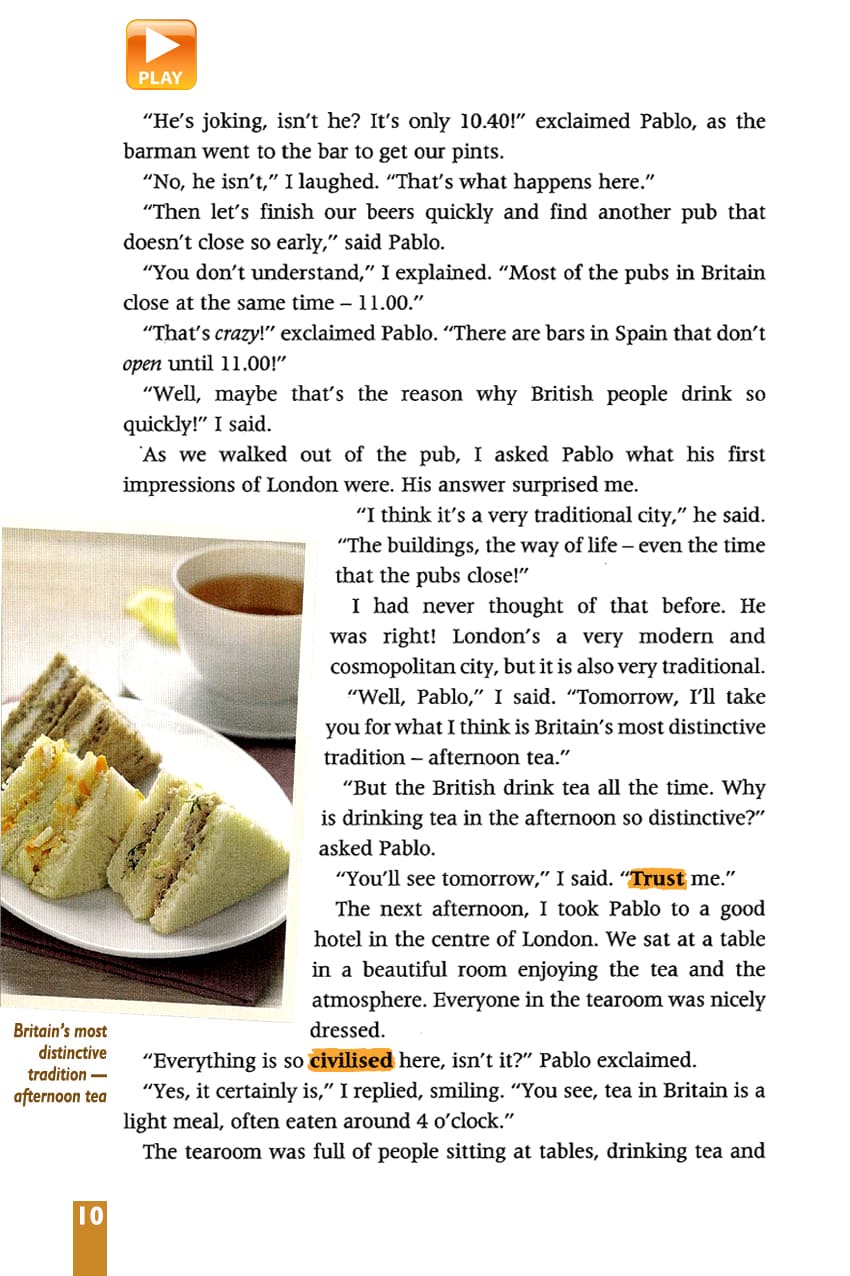 PLAY
“He’s joking, isn’t he? It’s only 10.40!” exclaimed Pablo, as the
barman went to the bar to get our pints.
“No, he isn’t,” I laughed. “That’s what happens here.”
“Then let’s finish our beers quickly and find another pub that
doesn’t close so early,” said Pablo.
“You don’t understand,” I explained. “Most of the pubs in Britain
close at the same time – 11.00.”
“That’s crazy!” exclaimed Pablo. “There are bars in Spain that don’t
open until 11.00!”
“Well, maybe that’s the reason why British people drink so
quickly!” I said.
As we walked out of the pub, I asked Pablo what his first
impressions of London were. His answer surprised me.
“I think it’s a very traditional city,” he said.
“The buildings, the way of life – even the time
that the pubs close!”
I had never thought of that before. He
was right! London’s a very modern and
cosmopolitan city, but it is also very traditional.
“Well, Pablo,” I said. “Tomorrow, I’ll take
you for what I think is Britain’s most distinctive
tradition – afternoon tea.”
“But the British drink tea all the time. Why
is drinking tea in the afternoon so distinctive?”
asked Pablo.
“You’ll see tomorrow,” I said. “Trust me.”
The next afternoon, I took Pablo to a good
hotel in the centre of London. We sat at a table
in a beautiful room enjoying the tea and the
atmosphere. Everyone in the tearoom was nicely
dressed.
Britain’s most
distinctive
tradition —
afternoon tea
“Everything is so civilised here, isn’t it?” Pablo exclaimed.
“Yes, it certainly is,” I replied, smiling. “You see, tea in Britain is a
light meal, often eaten around 4 o’clock.”
The tearoom was full of people sitting at tables, drinking tea and
10